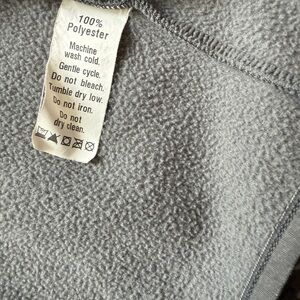 100%
Polyester
Machine
wash cold.
Gentle cycle.
Do not bleach.
Tumble dry low.
Do not iron.
Do not
dry clean.